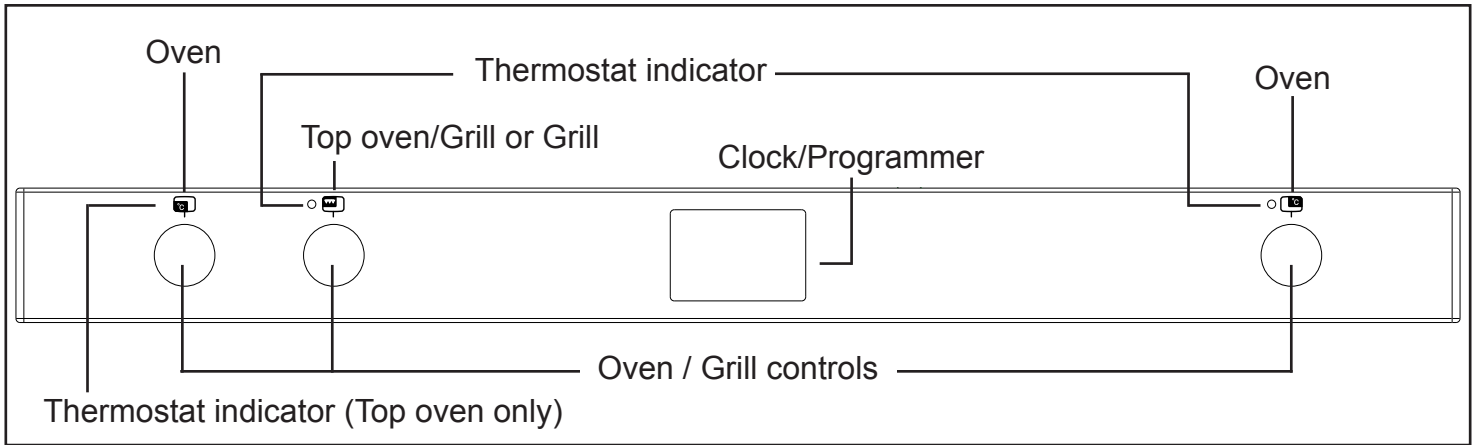 Oven
Thermostat indicator
Oven
Top oven/Grill or Grill
Clock/Programmer
°C
°C
Oven / Grill controls
Thermostat indicator (Top oven only)